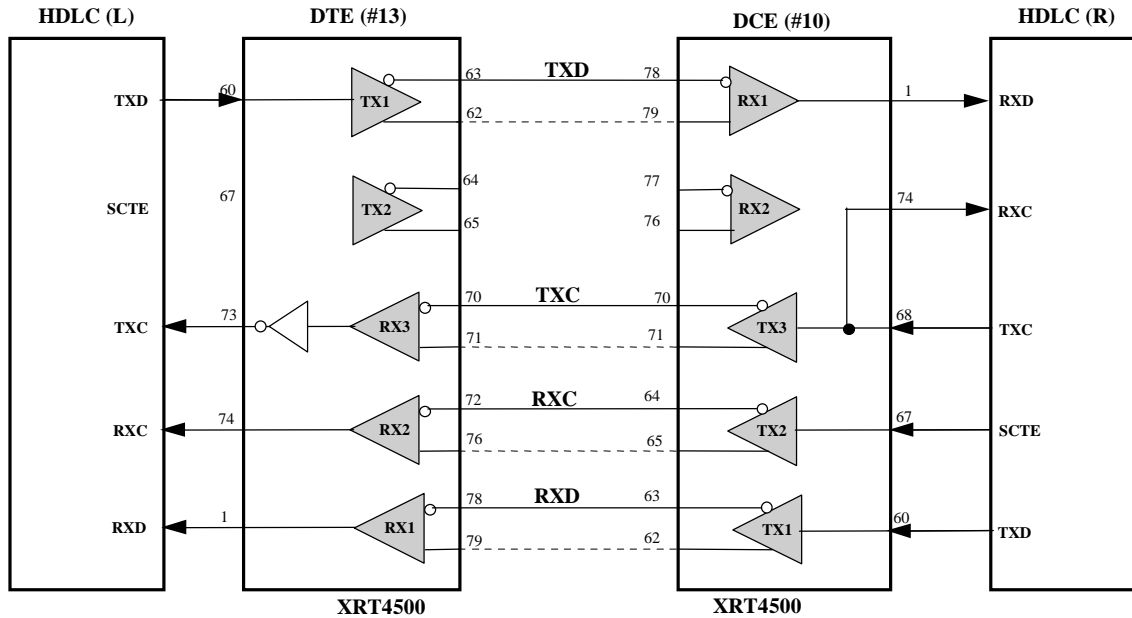 HDLC (L) DTE (#13) DCE (#10) HDLC (R)
63 TXD 78
TXD 60 TX1 RX1 1 RXD
62 79
67 64 77
SCTE TX2 RX2 74 RXC
65 76
70 TXC 70
TXC 73 RX3 TX3 68 TXC
71 71
72 RXC 64
RXC 74 RX2 TX2 67 SCTE
76 65
78 RXD 63
RXD 1 RX1 TX1 60 TXD
79 62
XRT4500 XRT4500